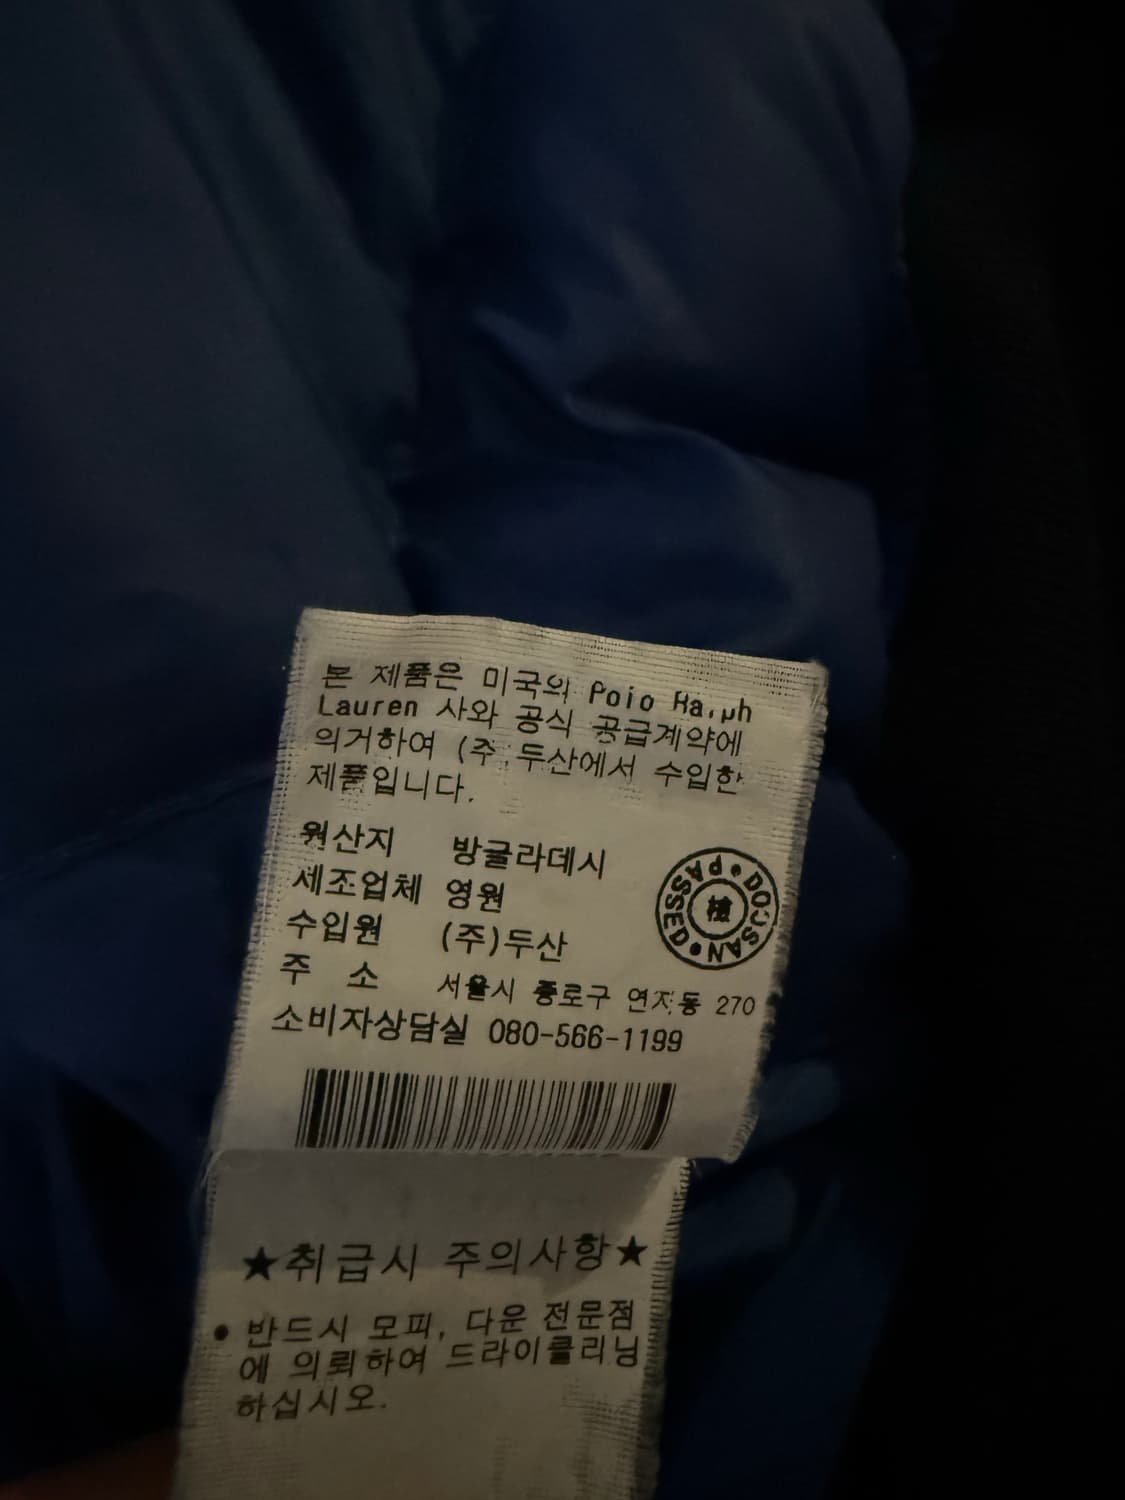 본 제품은 미국의 Polo Ralph
Lauren 사와 공식 공급계약에
의거하여 (주)두산에서 수입한
제품입니다.
원산지 방글라데시
제조업체 영원
수입원 (주)두산
주 소 서울시 종로구 연지동 270
소비자상담실 080-566-1199
DOOSAN PASSED
檢
★취급시 주의사항★
• 반드시 모피, 다운 전문점
에 의뢰하여 드라이클리닝
하십시오.